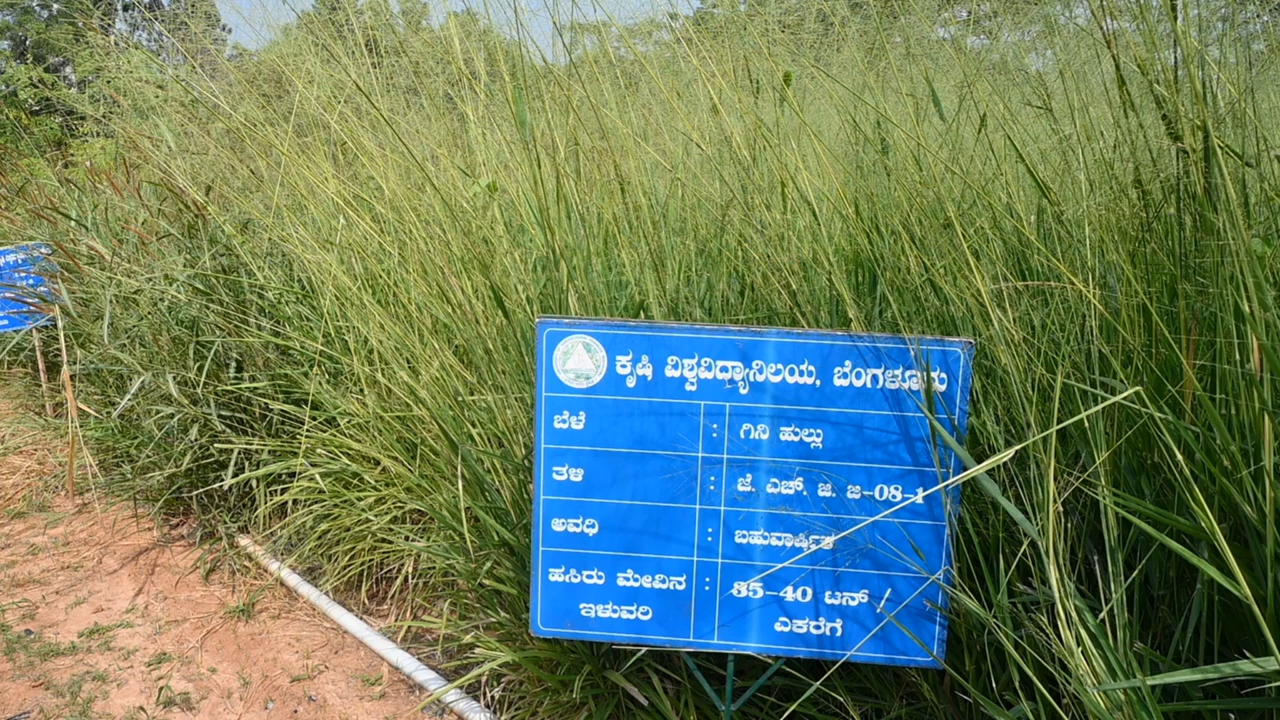 ಕೃಷಿ ವಿಶ್ವವಿದ್ಯಾನಿಲಯ, ಬೆಂಗಳೂರು
ಬೆಳೆ : ಗಿನಿ ಹುಲ್ಲು
ತಳಿ : ಜೆ. ಎಚ್. ಜಿ. ಜಿ-08-1
ಅವಧಿ : ಬಹುವಾರ್ಷಿಕ
ಹಸಿರು ಮೇವಿನ : 35-40 ಟನ್ /
ಇಳುವರಿ ಎಕರೆಗೆ